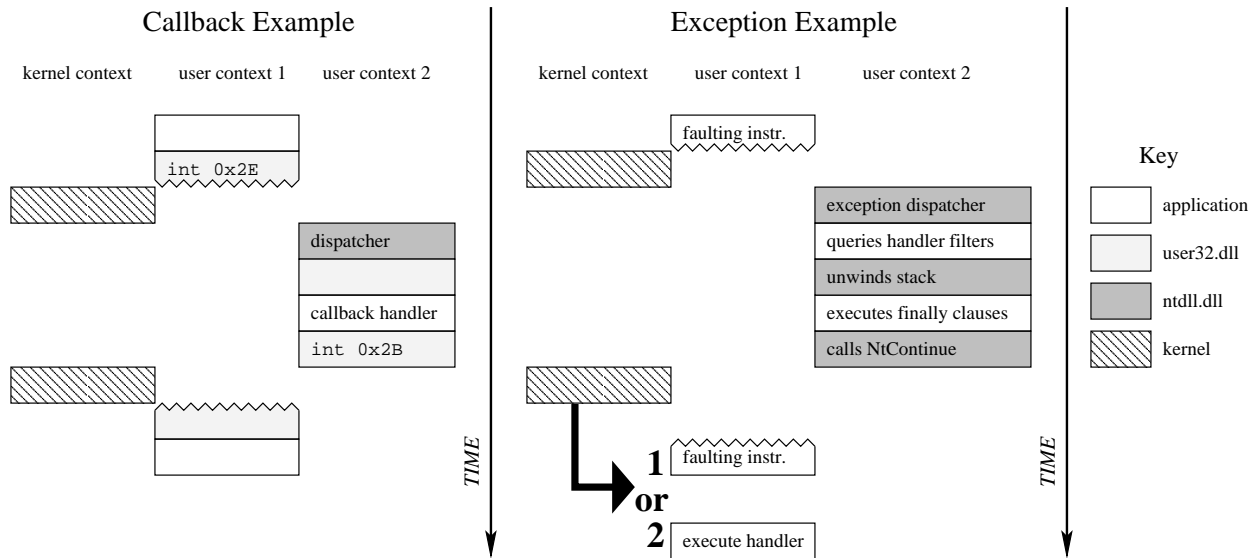 Callback Example
kernel context
user context 1
user context 2
int 0x2E
dispatcher
callback handler
int 0x2B
TIME
Exception Example
kernel context
user context 1
user context 2
faulting instr.
exception dispatcher
queries handler filters
unwinds stack
executes finally clauses
calls NtContinue
1
faulting instr.
or
2
execute handler
TIME
Key
application
user32.dll
ntdll.dll
kernel